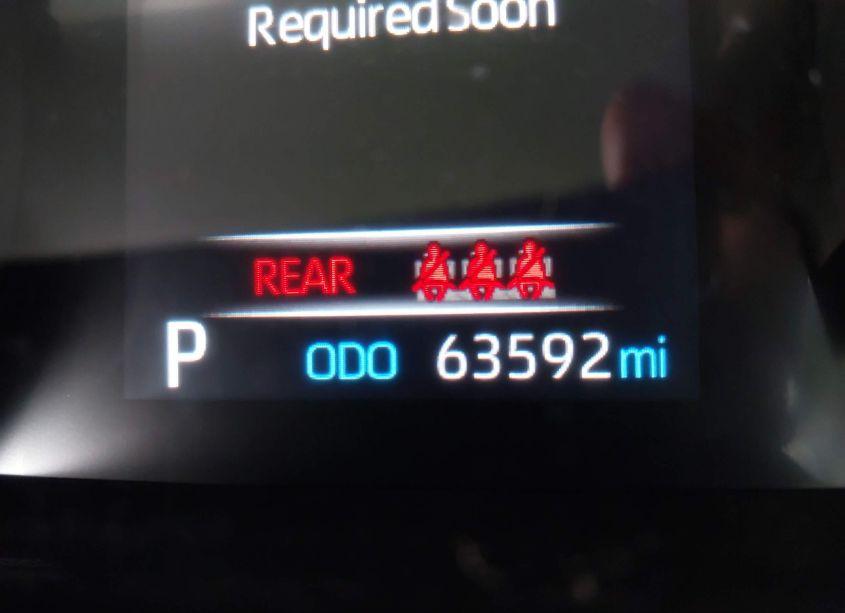 Required Soon
REAR
P ODO 63592 mi